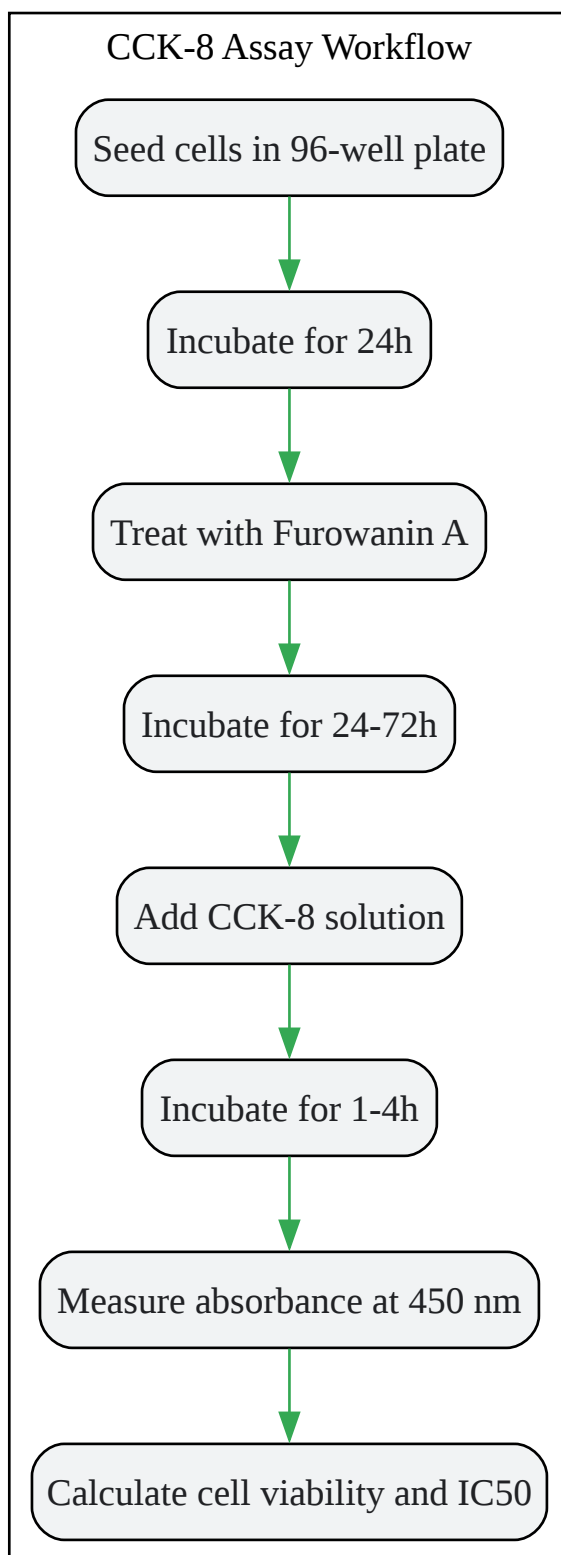 CCK-8 Assay Workflow
Seed cells in 96-well plate
Incubate for 24h
Treat with Furowanin A
Incubate for 24-72h
Add CCK-8 solution
Incubate for 1-4h
Measure absorbance at 450 nm
Calculate cell viability and IC50